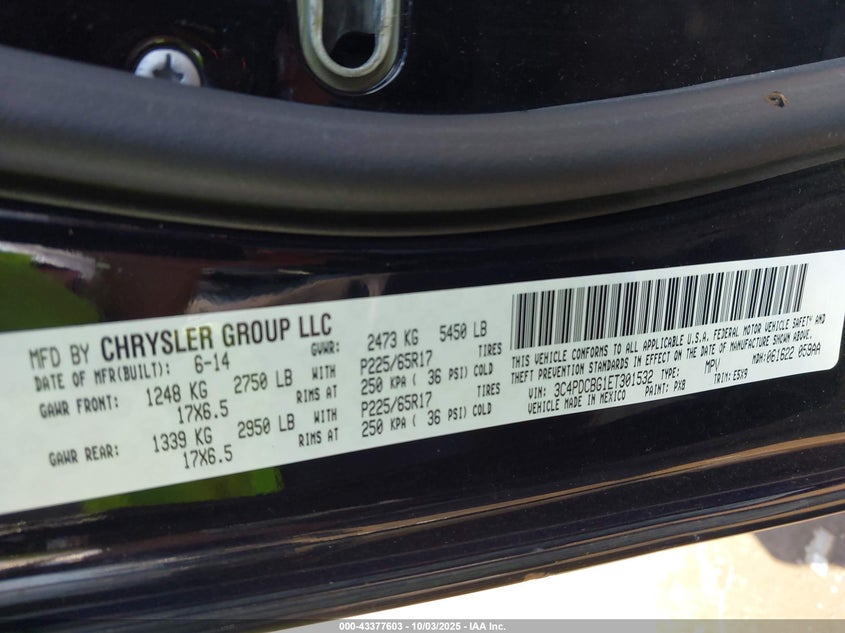 MFD BY CHRYSLER GROUP LLC
DATE OF MFR(BUILT): 6-14 GVWR: 2473 KG 5450 LB
GAWR FRONT: 1248 KG 2750 LB WITH P225/65R17 TIRES
17X6.5 RIMS AT 250 KPA ( 36 PSI) COLD
GAWR REAR: 1339 KG 2950 LB WITH P225/65R17 TIRES
17X6.5 RIMS AT 250 KPA ( 36 PSI) COLD
THIS VEHICLE CONFORMS TO ALL APPLICABLE U.S.A. FEDERAL MOTOR VEHICLE SAFETY AND
THEFT PREVENTION STANDARDS IN EFFECT ON THE DATE OF MANUFACTURE SHOWN ABOVE.
VIN: 3C4PDCBG1ET301532 TYPE: MPV MDH: 061622 059AA
VEHICLE MADE IN MEXICO PAINT: PX8 TRIM: E5X9
000-43377603 - 10/03/2025 - IAA Inc.